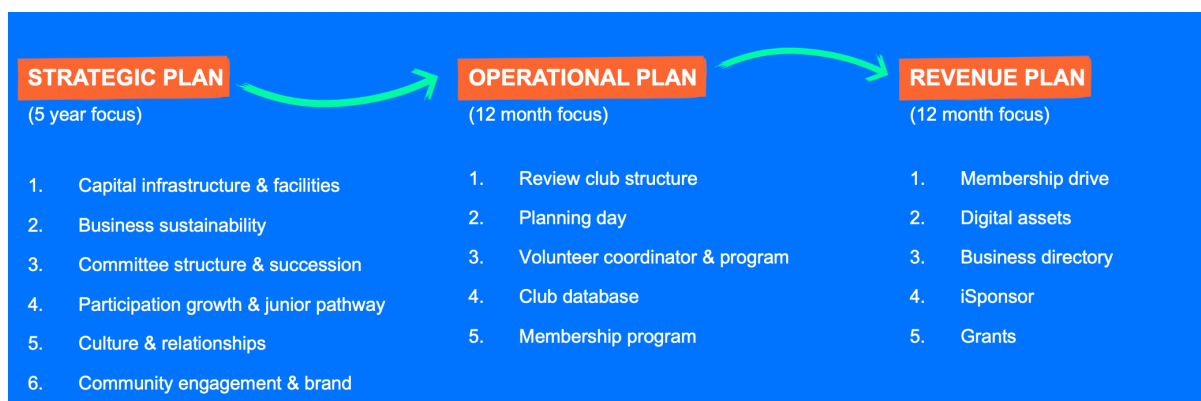 STRATEGIC PLAN
(5 year focus)
1. Capital infrastructure & facilities
2. Business sustainability
3. Committee structure & succession
4. Participation growth & junior pathway
5. Culture & relationships
6. Community engagement & brand
OPERATIONAL PLAN
(12 month focus)
1. Review club structure
2. Planning day
3. Volunteer coordinator & program
4. Club database
5. Membership program
REVENUE PLAN
(12 month focus)
1. Membership drive
2. Digital assets
3. Business directory
4. iSponsor
5. Grants